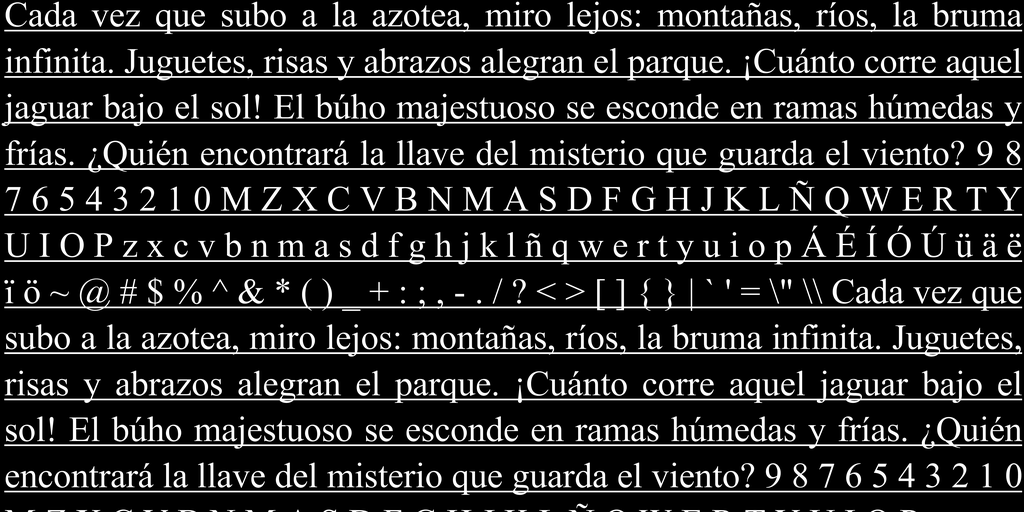 Cada vez que subo a la azotea, miro lejos: montañas, ríos, la bruma
infinita. Juguetes, risas y abrazos alegran el parque. ¡Cuánto corre aquel
jaguar bajo el sol! El búho majestuoso se esconde en ramas húmedas y
frías. ¿Quién encontrará la llave del misterio que guarda el viento? 9 8
7 6 5 4 3 2 1 0 M Z X C V B N M A S D F G H J K L Ñ Q W E R T Y
U I O P z x c v b n m a s d f g h j k l ñ q w e r t y u i o p Á É Í Ó Ú ü ä ë
ï ö ~ @ # $ % ^ & * ( ) _ + : ; , - . / ? < > [ ] { } | ` ' = \" \\ Cada vez que
subo a la azotea, miro lejos: montañas, ríos, la bruma infinita. Juguetes,
risas y abrazos alegran el parque. ¡Cuánto corre aquel jaguar bajo el
sol! El búho majestuoso se esconde en ramas húmedas y frías. ¿Quién
encontrará la llave del misterio que guarda el viento? 9 8 7 6 5 4 3 2 1 0